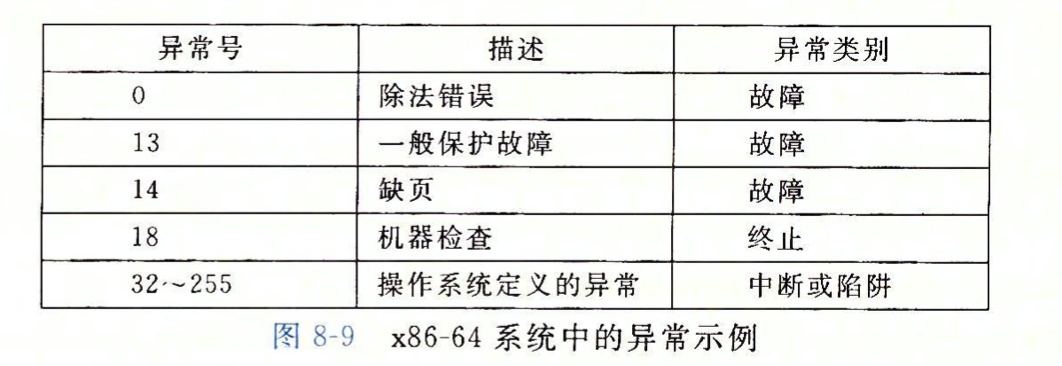 异常号 描述 异常类别
0 除法错误 故障
13 一般保护故障 故障
14 缺页 故障
18 机器检查 终止
32~255 操作系统定义的异常 中断或陷阱
图 8-9 x86-64 系统中的异常示例